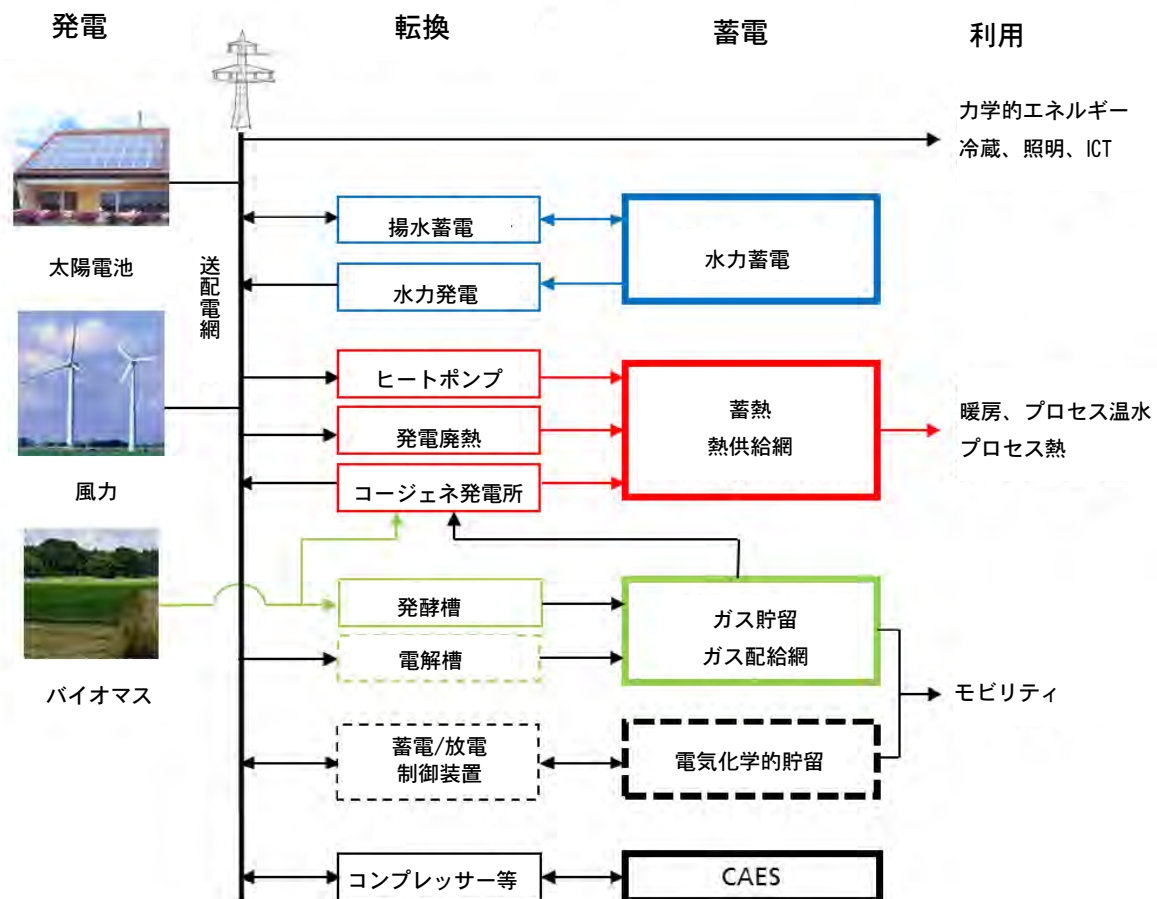 発電
転換
蓄電
利用
力学的エネルギー
冷蔵、照明、ICT
太陽電池
送配電網
揚水蓄電
水力発電
水力蓄電
風力
ヒートポンプ
発電廃熱
コージェネ発電所
蓄熱
熱供給網
暖房、プロセス温水
プロセス熱
バイオマス
発酵槽
電解槽
ガス貯留
ガス配給網
モビリティ
蓄電/放電
制御装置
電気化学的貯留
コンプレッサー等
CAES